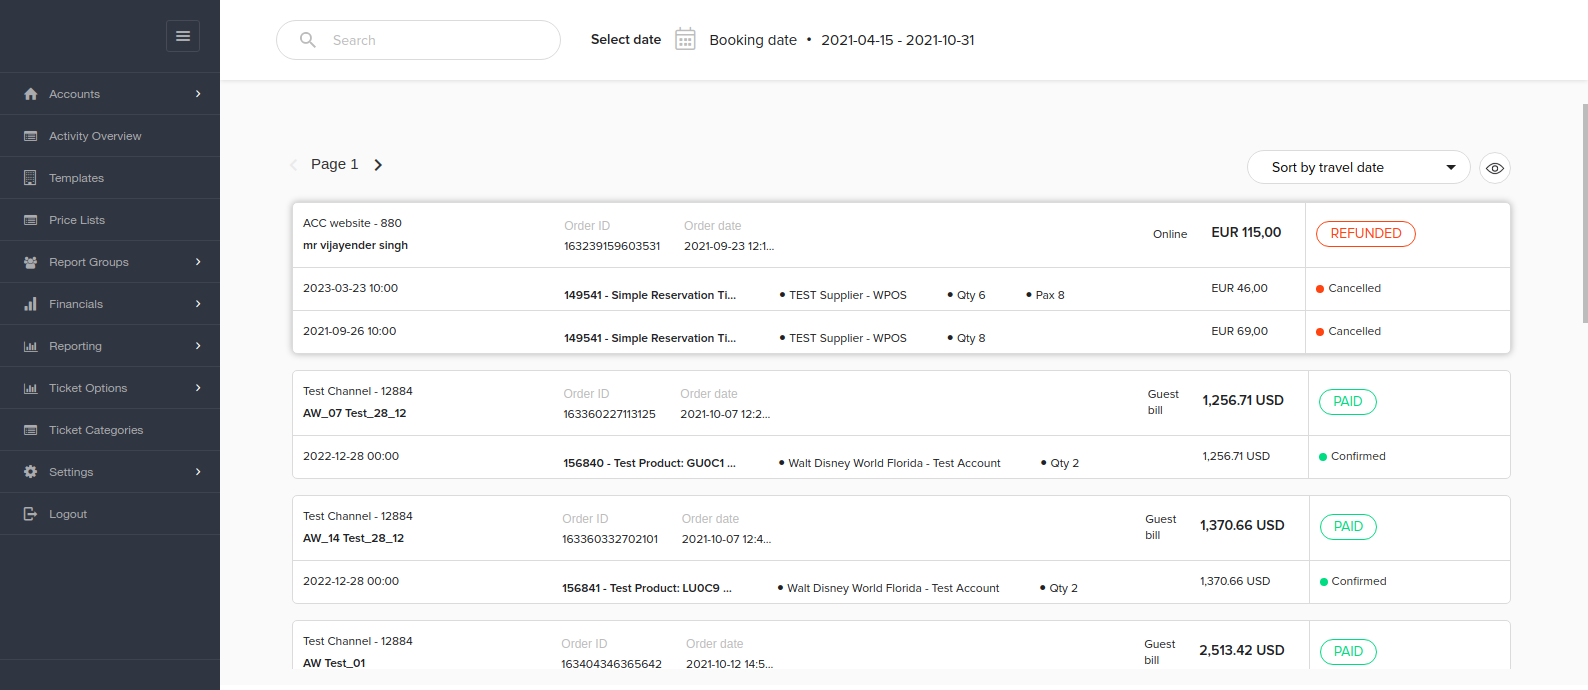 Search
Select date
Booking date • 2021-04-15 - 2021-10-31
Accounts
Activity Overview
Templates
Price Lists
Report Groups
Financials
Reporting
Ticket Options
Ticket Categories
Settings
Logout
Page 1
Sort by travel date
ACC website - 880
mr vijayender singh
Order ID
163239159603531
Order date
2021-09-23 12:1...
Online
EUR 115,00
REFUNDED
2023-03-23 10:00
149541 - Simple Reservation Ti...
• TEST Supplier - WPOS
• Qty 6
• Pax 8
EUR 46,00
Cancelled
2021-09-26 10:00
149541 - Simple Reservation Ti...
• TEST Supplier - WPOS
• Qty 8
EUR 69,00
Cancelled
Test Channel - 12884
AW_07 Test_28_12
Order ID
163360227113125
Order date
2021-10-07 12:2...
Guest
bill
1,256.71 USD
PAID
2022-12-28 00:00
156840 - Test Product: GU0C1 ...
• Walt Disney World Florida - Test Account
• Qty 2
1,256.71 USD
Confirmed
Test Channel - 12884
AW_14 Test_28_12
Order ID
163360332702101
Order date
2021-10-07 12:4...
Guest
bill
1,370.66 USD
PAID
2022-12-28 00:00
156841 - Test Product: LU0C9 ...
• Walt Disney World Florida - Test Account
• Qty 2
1,370.66 USD
Confirmed
Test Channel - 12884
AW Test_01
Order ID
163404346365642
Order date
2021-10-12 14:5...
Guest
bill
2,513.42 USD
PAID